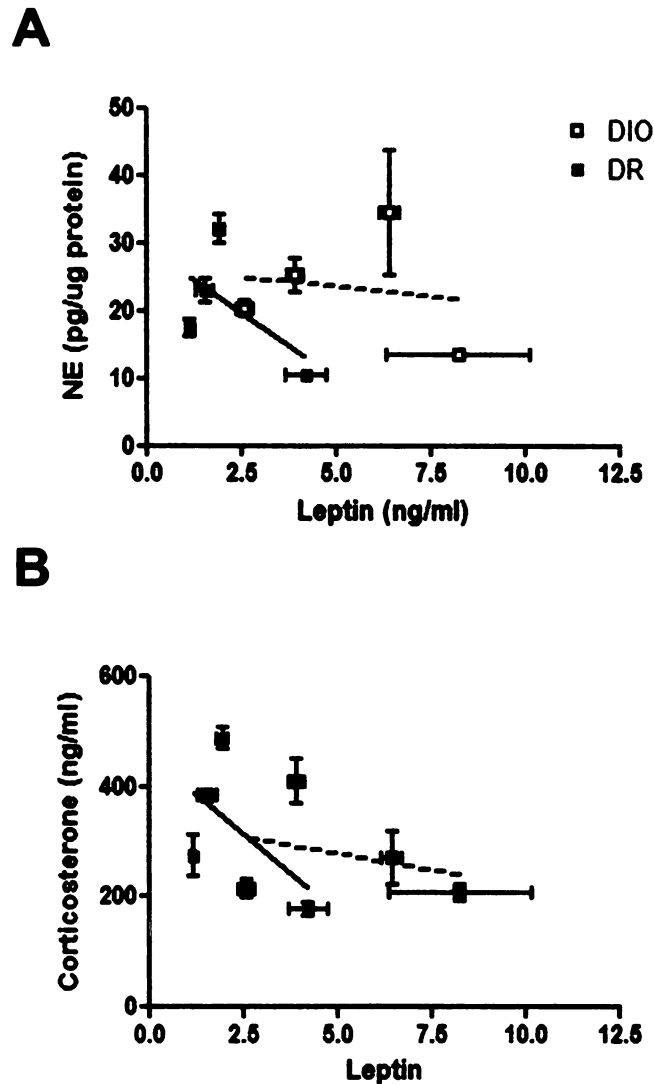 A
50
40
30
20
10
0
NE (pg/ug protein)
DIO
DR
0.0 2.5 5.0 7.5 10.0 12.5
Leptin (ng/ml)
B
600
400
200
0
Corticosterone (ng/ml)
0.0 2.5 5.0 7.5 10.0 12.5
Leptin